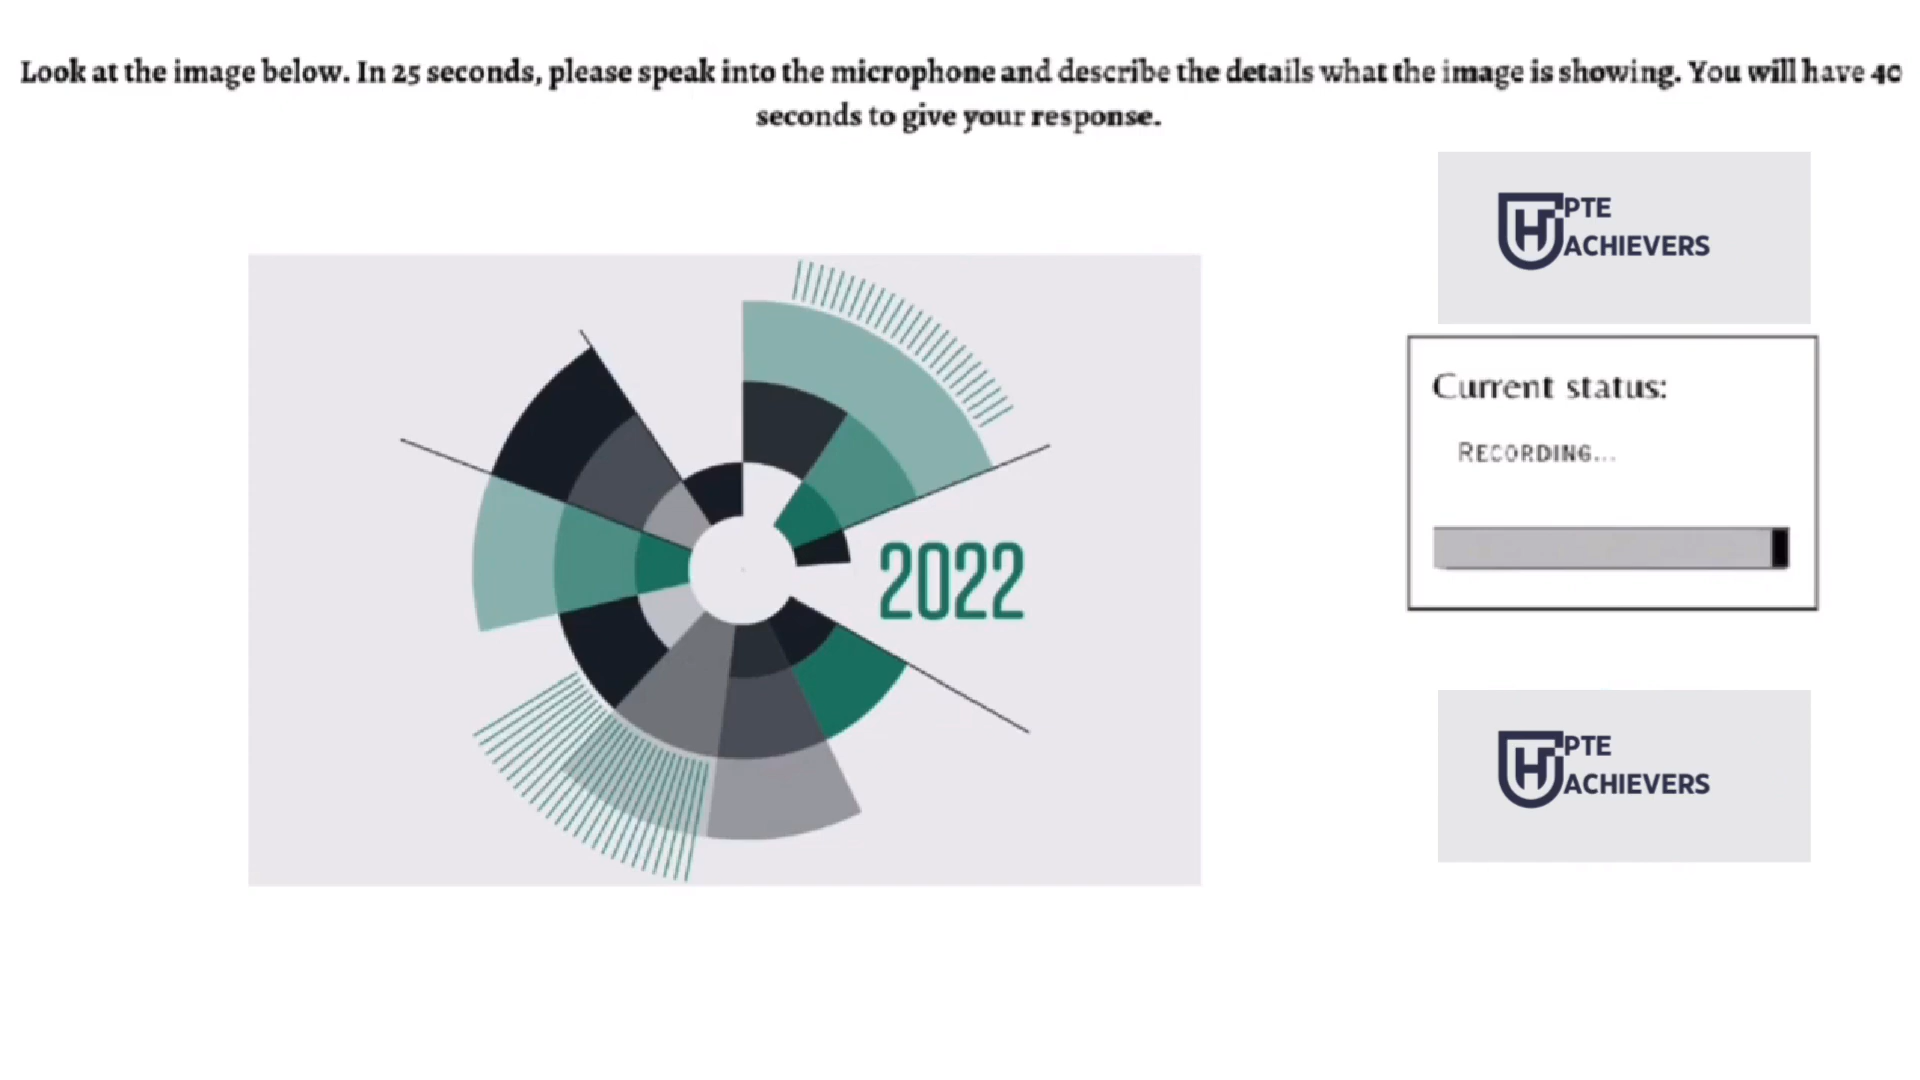 Look at the image below. In 25 seconds, please speak into the microphone and describe the details what the image is showing. You will have 40
seconds to give your response.
PTE
ACHIEVERS
Current status:
RECORDING...
2022
PTE
ACHIEVERS